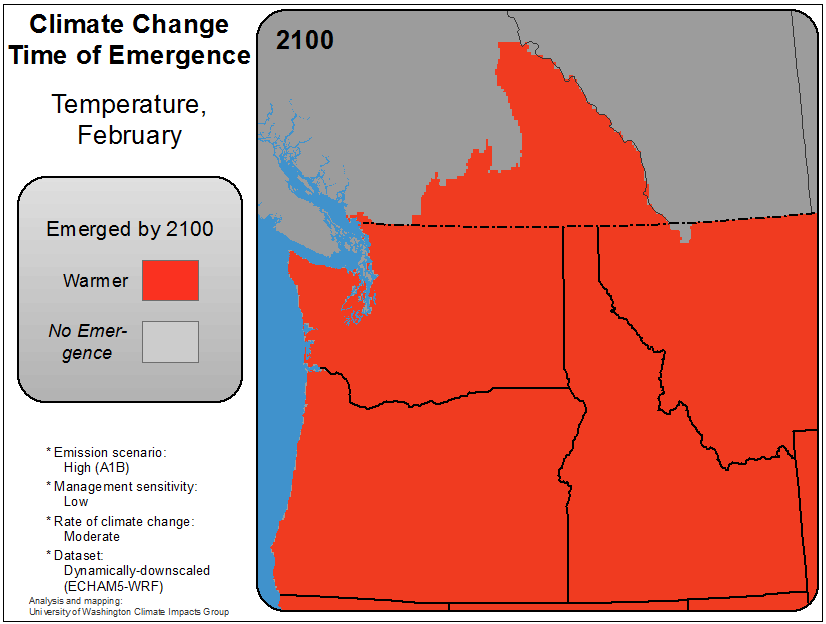 Climate Change
Time of Emergence
Temperature,
February
Emerged by 2100
Warmer
No Emer-
gence
* Emission scenario:
High (A1B)
* Management sensitivity:
Low
* Rate of climate change:
Moderate
* Dataset:
Dynamically-downscaled
(ECHAM5-WRF)
Analysis and mapping:
University of Washington Climate Impacts Group
2100